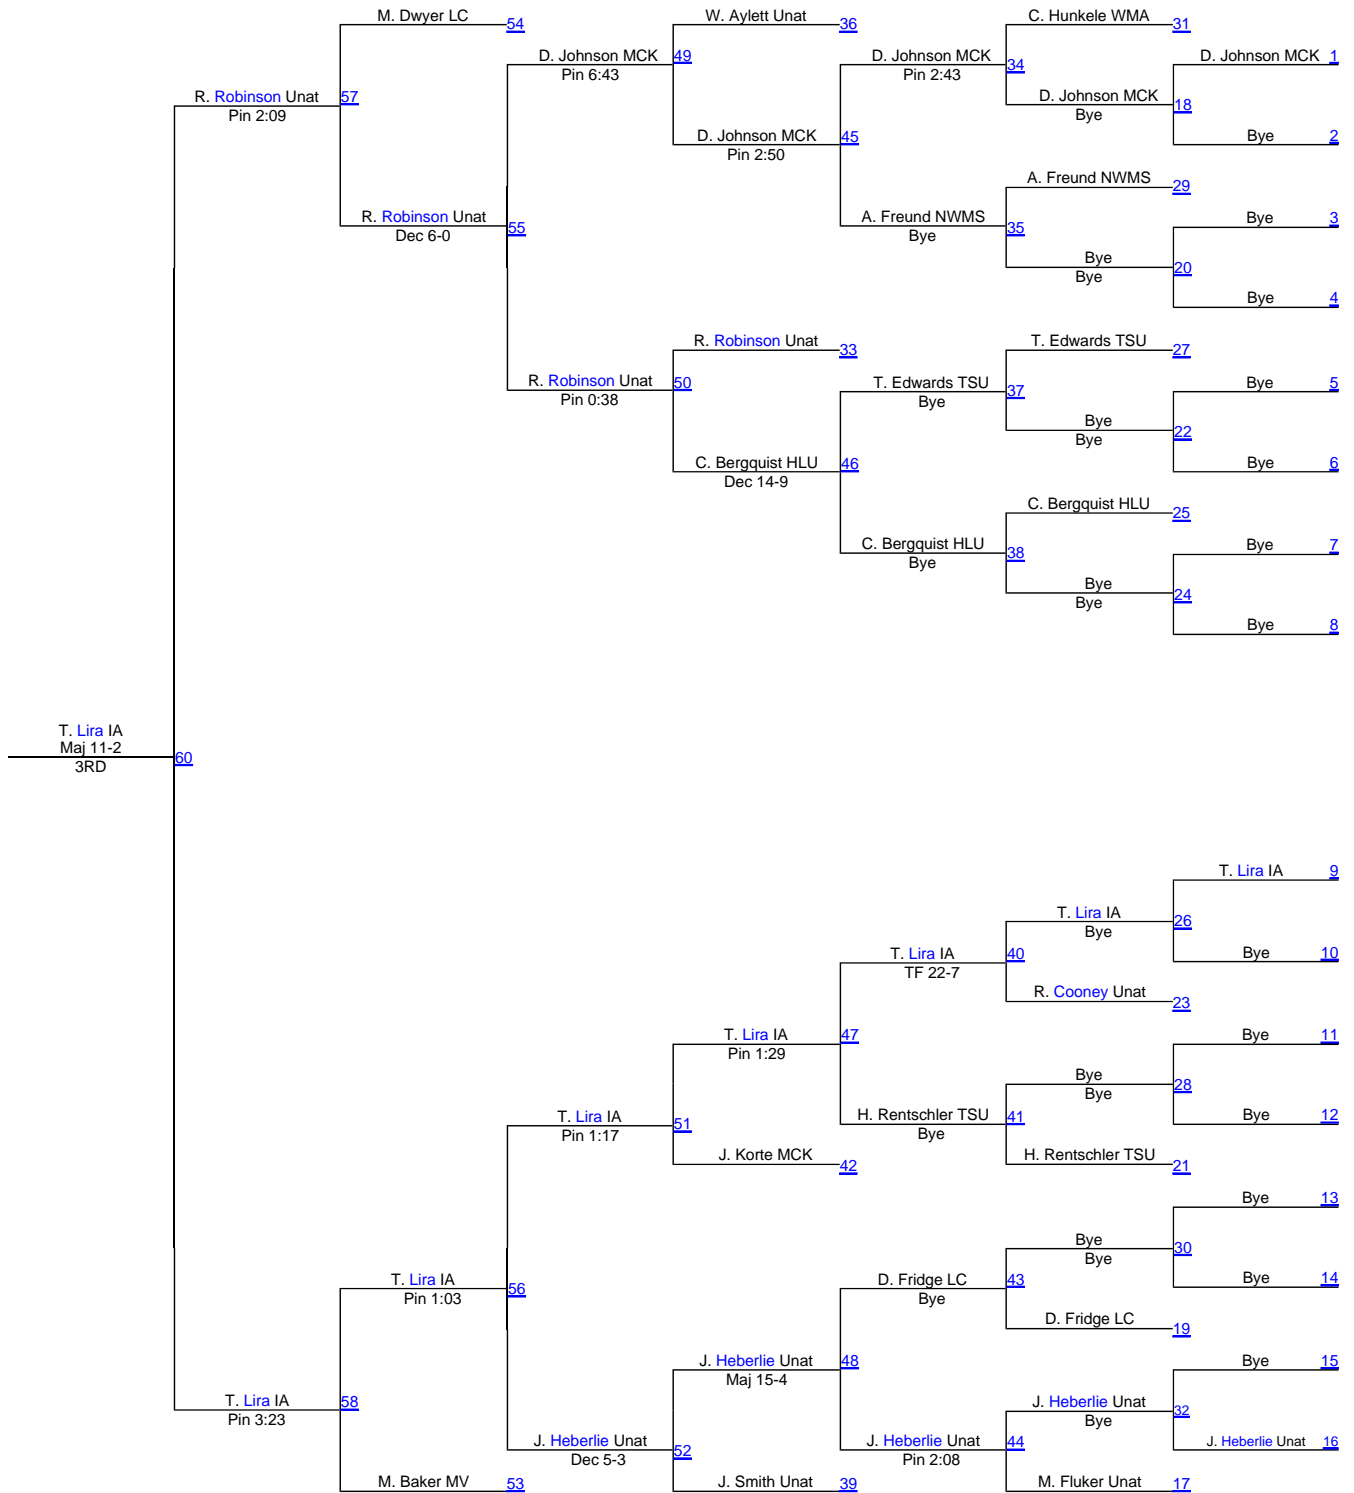 M. Dwyer LC 54
W. Aylett Unat 36
C. Hunkele WMA 31
D. Johnson MCK 49
Pin 6:43
D. Johnson MCK 34
Pin 2:43
D. Johnson MCK 1
R. Robinson Unat 57
Pin 2:09
D. Johnson MCK 18
Bye
D. Johnson MCK 45
Pin 2:50
Bye 2
A. Freund NWMS 29
R. Robinson Unat 55
Dec 6-0
A. Freund NWMS 35
Bye
Bye 3
Bye 20
Bye
Bye 4
R. Robinson Unat 33
T. Edwards TSU 27
R. Robinson Unat 50
Pin 0:38
T. Edwards TSU 37
Bye
Bye 5
Bye 22
Bye
C. Bergquist HLU 46
Dec 14-9
Bye 6
C. Bergquist HLU 25
C. Bergquist HLU 38
Bye
Bye 7
Bye 24
Bye
Bye 8
T. Lira IA
Maj 11-2
3RD
60
T. Lira IA 9
T. Lira IA 26
Bye
T. Lira IA 40
TF 22-7
Bye 10
R. Cooney Unat 23
T. Lira IA 47
Pin 1:29
Bye 11
Bye 28
Bye
T. Lira IA 51
Pin 1:17
H. Rentschler TSU 41
Bye
Bye 12
J. Korte MCK 42
H. Rentschler TSU 21
Bye 13
Bye 30
Bye
T. Lira IA 56
Pin 1:03
D. Fridge LC 43
Bye
Bye 14
D. Fridge LC 19
J. Heberlie Unat 48
Maj 15-4
Bye 15
T. Lira IA 58
Pin 3:23
J. Heberlie Unat 32
Bye
J. Heberlie Unat 52
Dec 5-3
J. Heberlie Unat 44
Pin 2:08
J. Heberlie Unat 16
M. Baker MV 53
J. Smith Unat 39
M. Fluker Unat 17